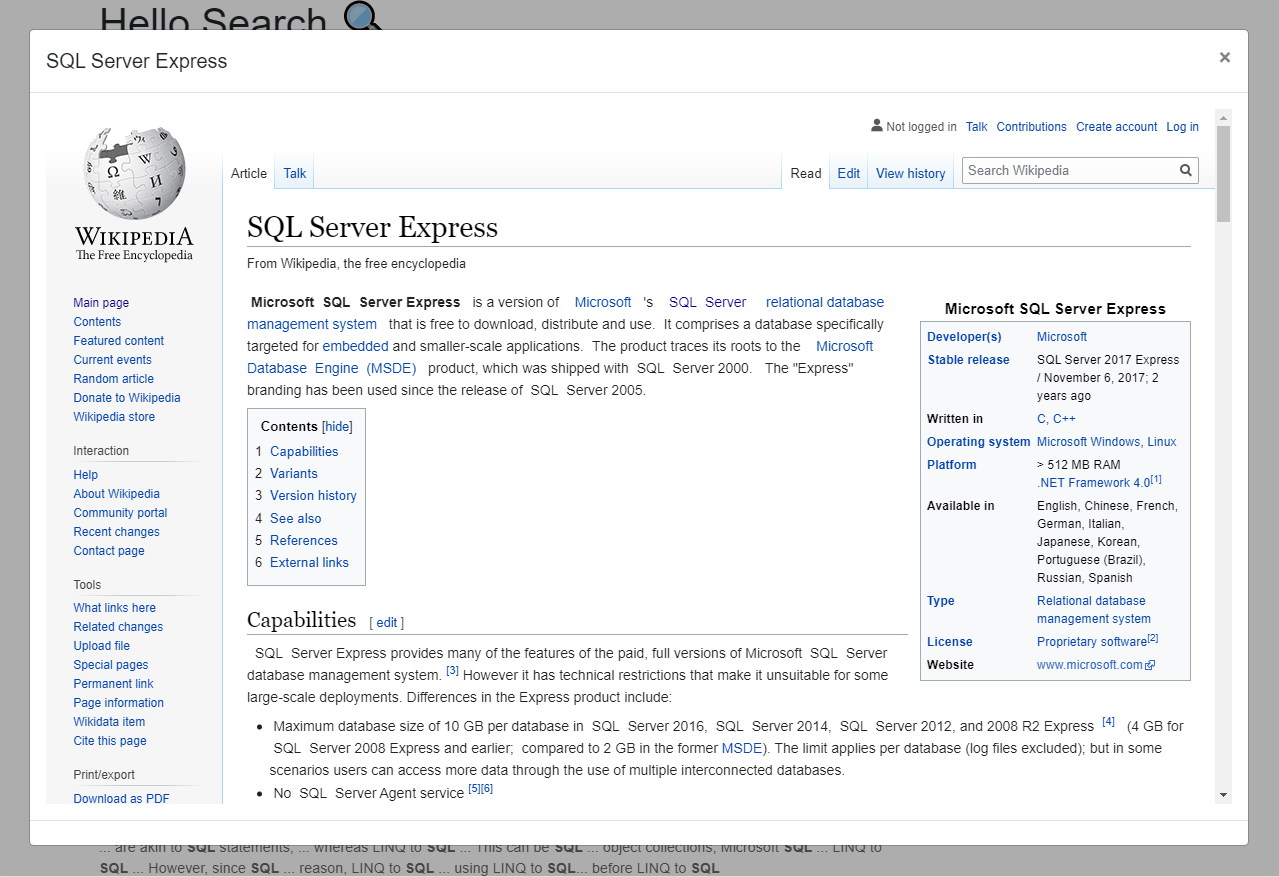 Hello Search
SQL Server Express
×
Not logged in Talk Contributions Create account Log in
Article Talk
Read Edit View history Search Wikipedia
WIKIPEDIA
The Free Encyclopedia
Main page
Contents
Featured content
Current events
Random article
Donate to Wikipedia
Wikipedia store
Interaction
Help
About Wikipedia
Community portal
Recent changes
Contact page
Tools
What links here
Related changes
Upload file
Special pages
Permanent link
Page information
Wikidata item
Cite this page
Print/export
Download as PDF
SQL Server Express
From Wikipedia, the free encyclopedia
Microsoft SQL Server Express is a version of Microsoft 's SQL Server relational database
management system that is free to download, distribute and use. It comprises a database specifically
targeted for embedded and smaller-scale applications. The product traces its roots to the Microsoft
Database Engine (MSDE) product, which was shipped with SQL Server 2000. The "Express"
branding has been used since the release of SQL Server 2005.
Contents [hide]
1 Capabilities
2 Variants
3 Version history
4 See also
5 References
6 External links
Microsoft SQL Server Express
Developer(s) Microsoft
Stable release SQL Server 2017 Express
/ November 6, 2017; 2
years ago
Written in C, C++
Operating system Microsoft Windows, Linux
Platform > 512 MB RAM
.NET Framework 4.0[1]
Available in English, Chinese, French,
German, Italian,
Japanese, Korean,
Portuguese (Brazil),
Russian, Spanish
Type Relational database
management system
License Proprietary software[2]
Website www.microsoft.com
Capabilities [ edit ]
SQL Server Express provides many of the features of the paid, full versions of Microsoft SQL Server
database management system. [3] However it has technical restrictions that make it unsuitable for some
large-scale deployments. Differences in the Express product include:
• Maximum database size of 10 GB per database in SQL Server 2016, SQL Server 2014, SQL Server 2012, and 2008 R2 Express [4] (4 GB for
SQL Server 2008 Express and earlier; compared to 2 GB in the former MSDE). The limit applies per database (log files excluded); but in some
scenarios users can access more data through the use of multiple interconnected databases.
• No SQL Server Agent service [5][6]
... are akin to SQL statements, ... whereas LINQ to SQL ... This can be SQL ... object collections, Microsoft SQL ... LINQ to
SQL ... However, since SQL ... reason, LINQ to SQL ... using LINQ to SQL... before LINQ to SQL